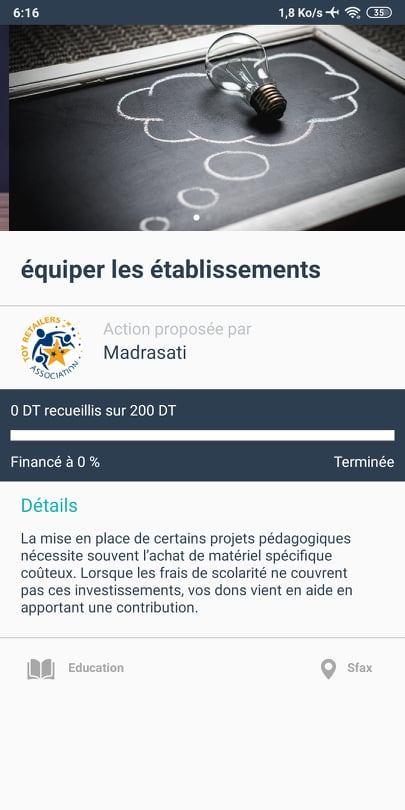 6:16
1,8 Ko/s
35
équiper les établissements
TOY RETAILERS
ASSOCIATION
Action proposée par
Madrasati
0 DT recueillis sur 200 DT
Financé à 0 %
Terminée
Détails
La mise en place de certains projets pédagogiques
nécessite souvent l'achat de matériel spécifique
coûteux. Lorsque les frais de scolarité ne couvrent
pas ces investissements, vos dons vient en aide en
apportant une contribution.
Education
Sfax